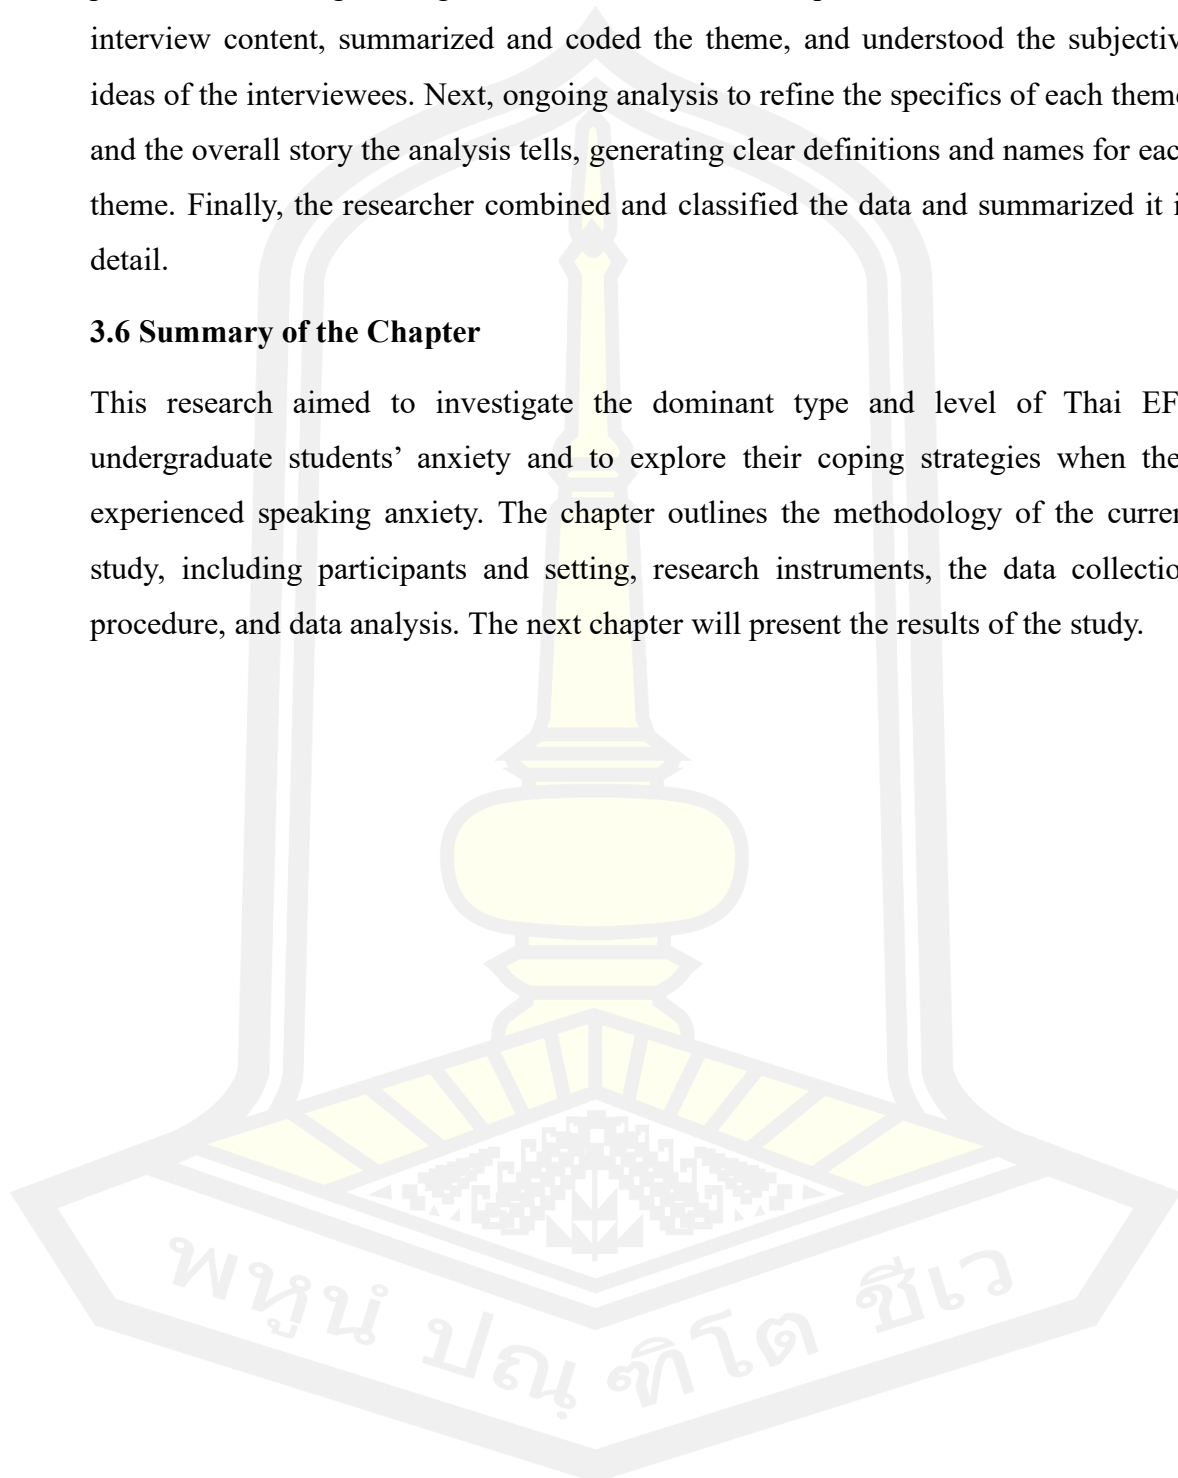 interview content, summarized and coded the theme, and understood the subjectiv
ideas of the interviewees. Next, ongoing analysis to refine the specifics of each theme
and the overall story the analysis tells, generating clear definitions and names for eac
theme. Finally, the researcher combined and classified the data and summarized it i
detail.
3.6 Summary of the Chapter
This research aimed to investigate the dominant type and level of Thai EF
undergraduate students’ anxiety and to explore their coping strategies when the
experienced speaking anxiety. The chapter outlines the methodology of the curren
study, including participants and setting, research instruments, the data collectio
procedure, and data analysis. The next chapter will present the results of the study.
พหูนํ ปณฺฑิโต ชีเว